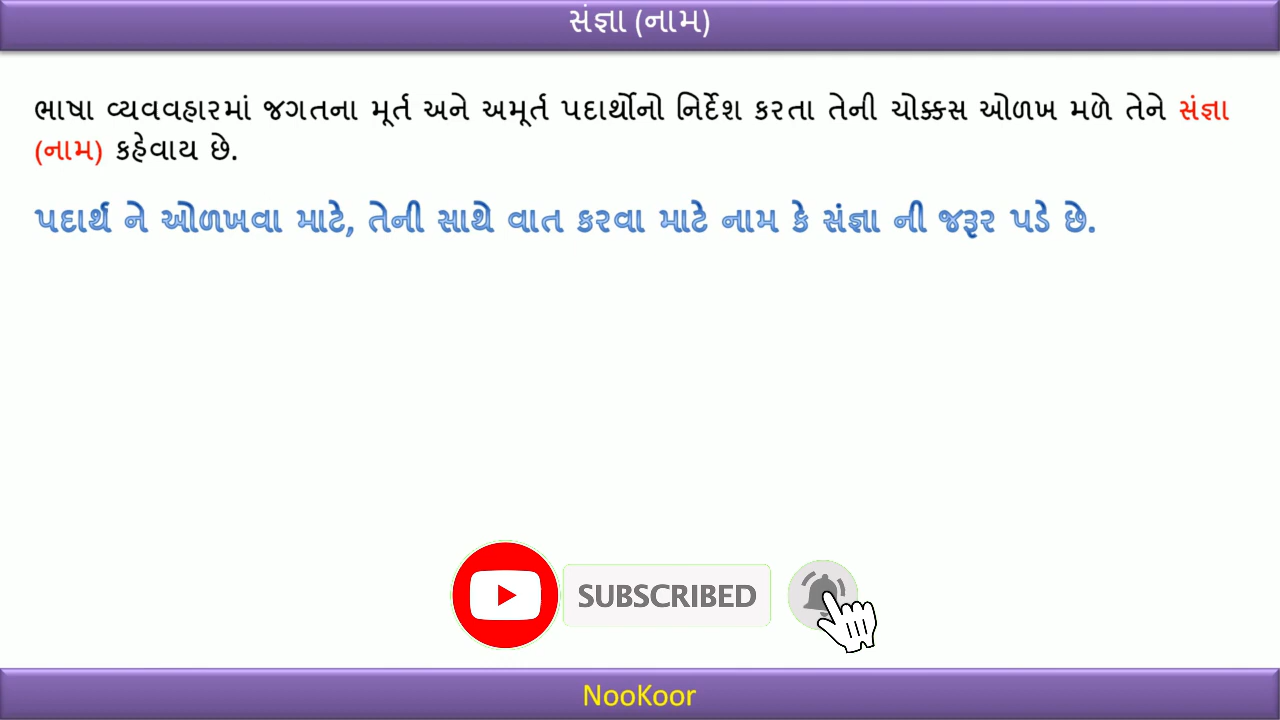 સંજ્ઞા (નામ)
ભાષા વ્યવવહારમાં જગતના મૂર્ત અને અમૂર્ત પદાર્થોનો નિર્દેશ કરતા તેની ચોક્કસ ઓળખ મળે તેને સંજ્ઞા
(નામ) કહેવાય છે.
પદાર્થ ને ઓળખવા માટે, તેની સાથે વાત કરવા માટે નામ કે સંજ્ઞા ની જરૂર પડે છે.
SUBSCRIBED
NooKoor